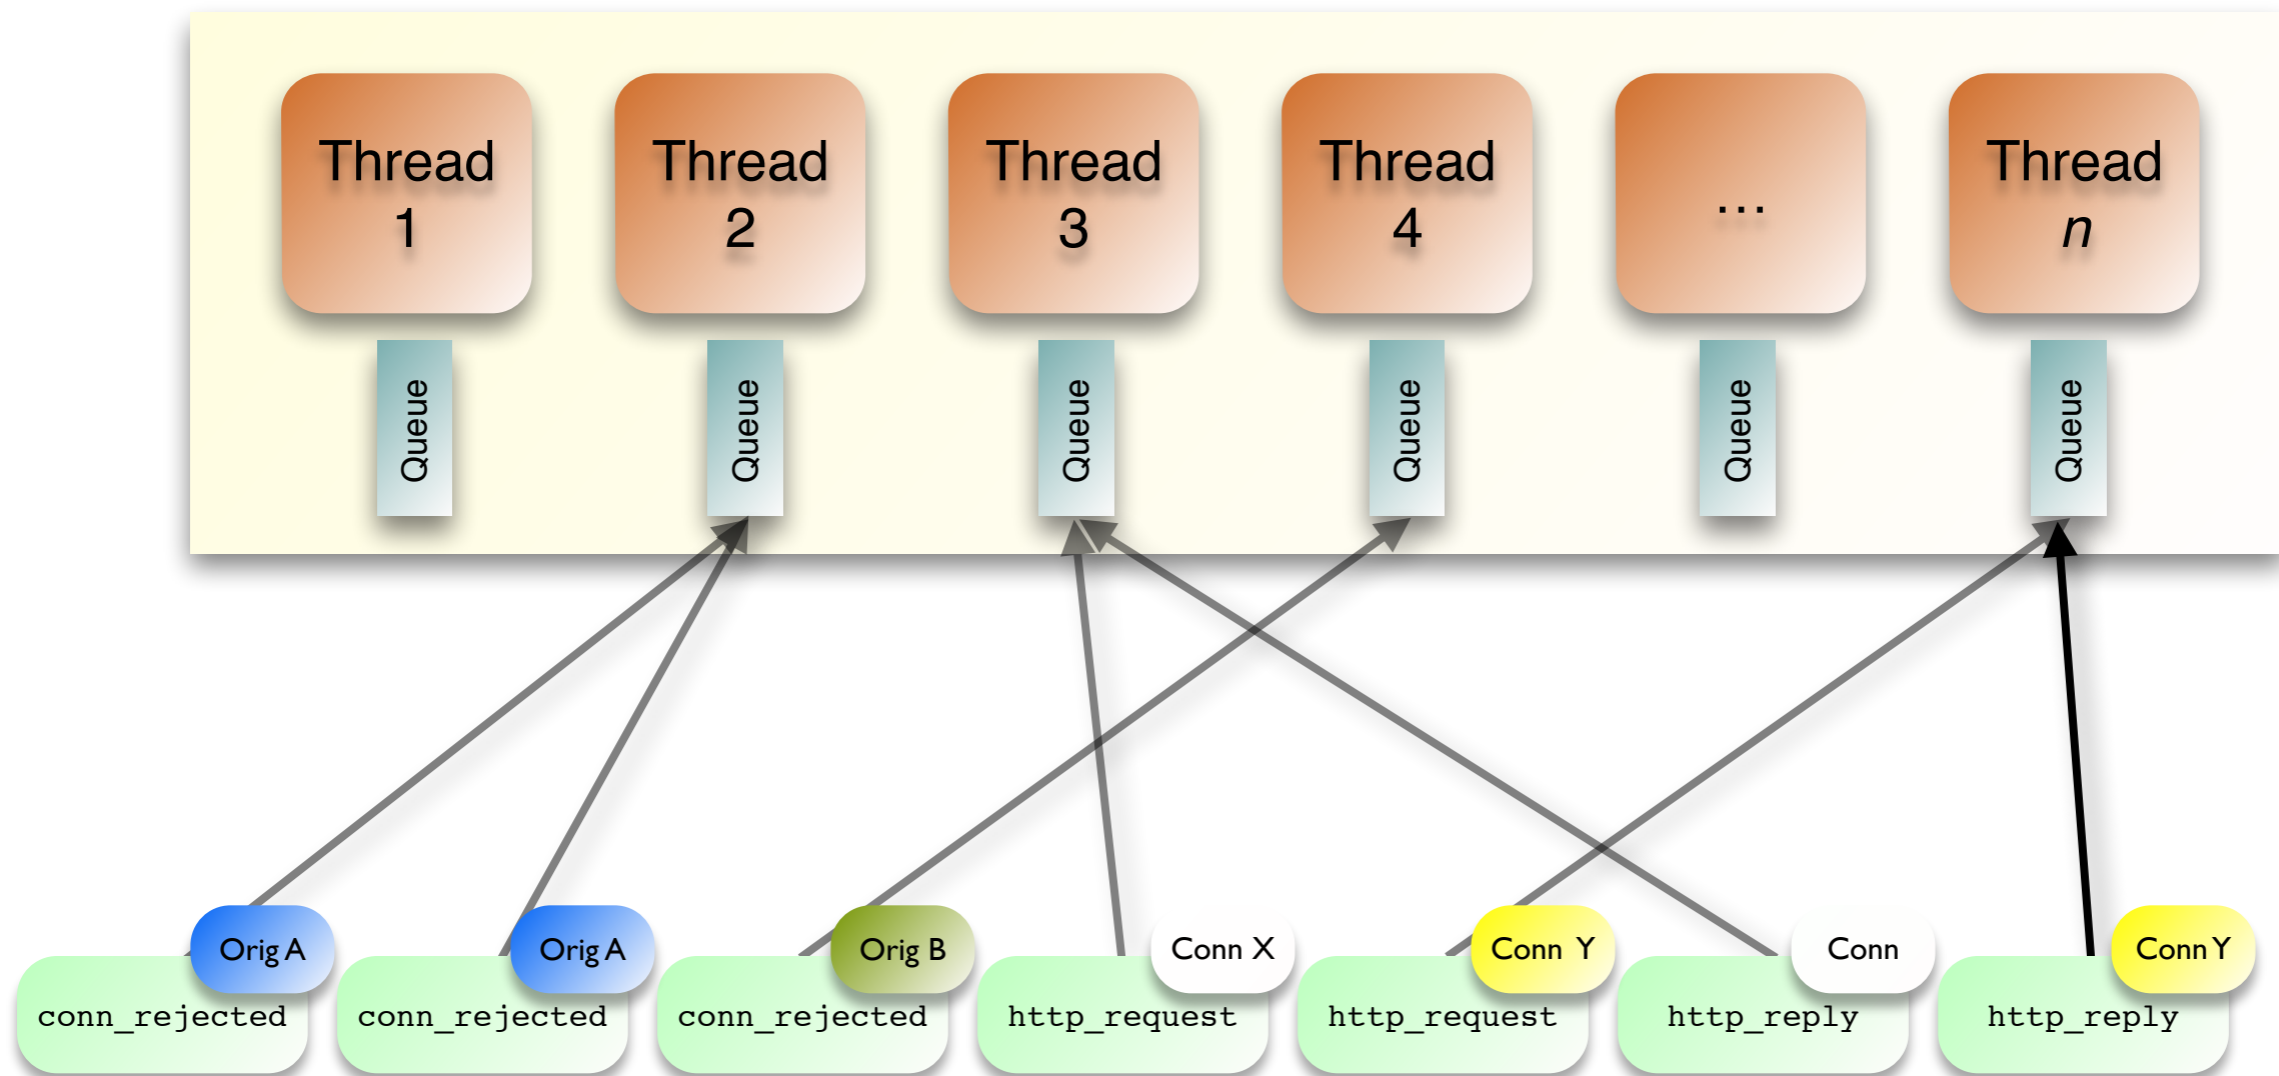 Thread
1
Thread
2
Thread
3
Thread
4
...
Thread
n
Queue
Queue
Queue
Queue
Queue
Queue
Orig A
Orig A
Orig B
Conn X
Conn Y
Conn
Conn Y
conn_rejected
conn_rejected
conn_rejected
http_request
http_request
http_reply
http_reply